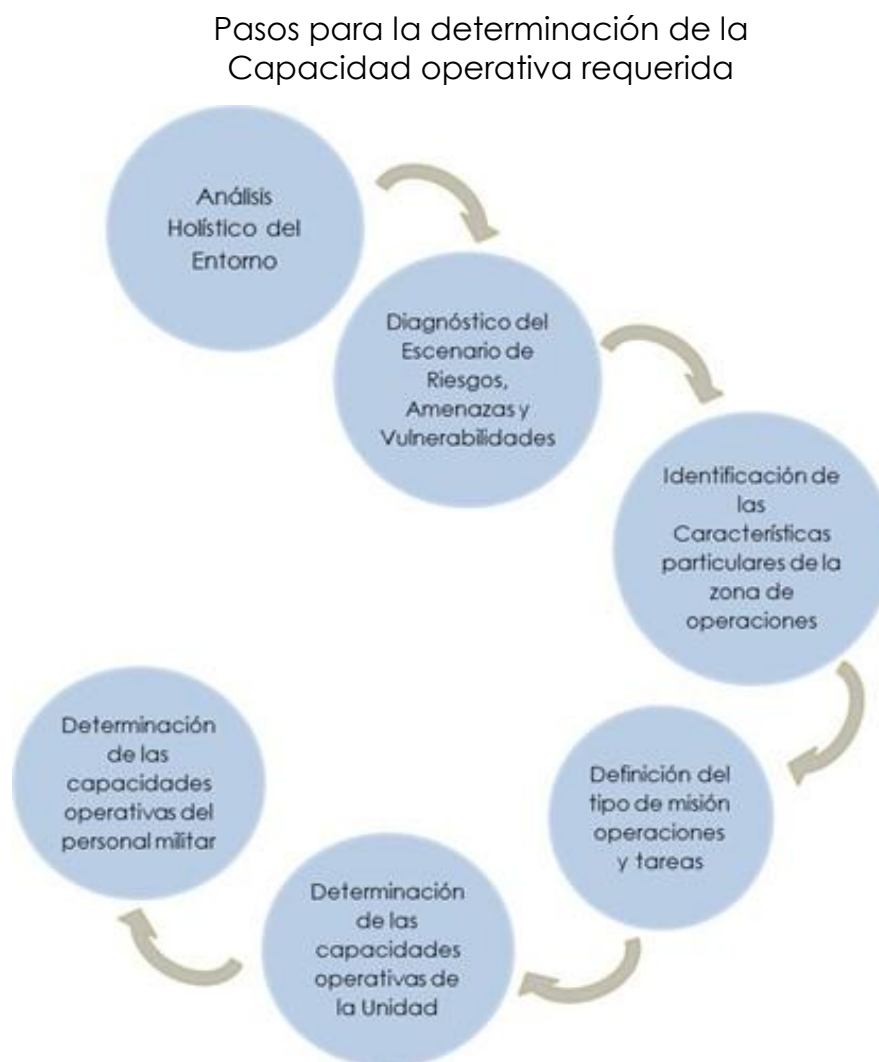 Pasos para la determinación de la
Capacidad operativa requerida
Análisis
Holístico del
Entorno
Diagnóstico del
Escenario de
Riesgos,
Amenazas y
Vulnerabilidades
Identificación de
las
Características
particulares de la
zona de
operaciones
Definición del
tipo de misión
operaciones
y tareas
Determinación
de las
capacidades
operativas de
la Unidad
Determinación
de las
capacidades
operativas del
personal militar